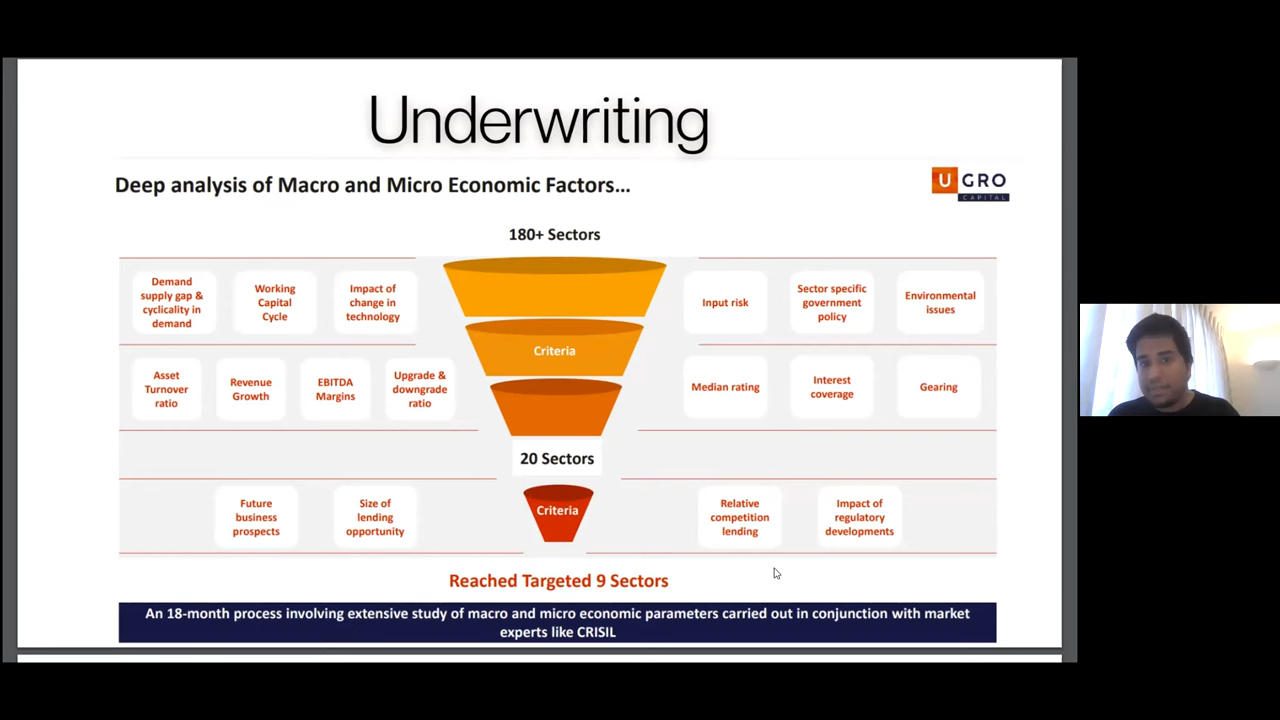 Underwriting
Deep analysis of Macro and Micro Economic Factors...
U GRO
CAPITAL
180+ Sectors
Demand
supply gap &
cyclicality in
demand
Working
Capital
Cycle
Impact of
change in
technology
Input risk
Sector specific
government
policy
Environmental
issues
Criteria
Asset
Turnover
ratio
Revenue
Growth
EBITDA
Margins
Upgrade &
downgrade
ratio
Median rating
Interest
coverage
Gearing
20 Sectors
Future
business
prospects
Size of
lending
opportunity
Criteria
Relative
competition
lending
Impact of
regulatory
developments
Reached Targeted 9 Sectors
An 18-month process involving extensive study of macro and micro economic parameters carried out in conjunction with market
experts like CRISIL